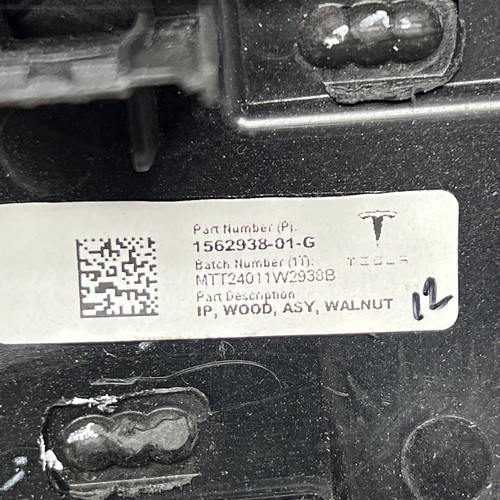 Part Number (P):
1562938-01-G
Batch Number (1T):
MTT24011W2938B
TESLA
Part Description
IP, WOOD, ASY, WALNUT
12